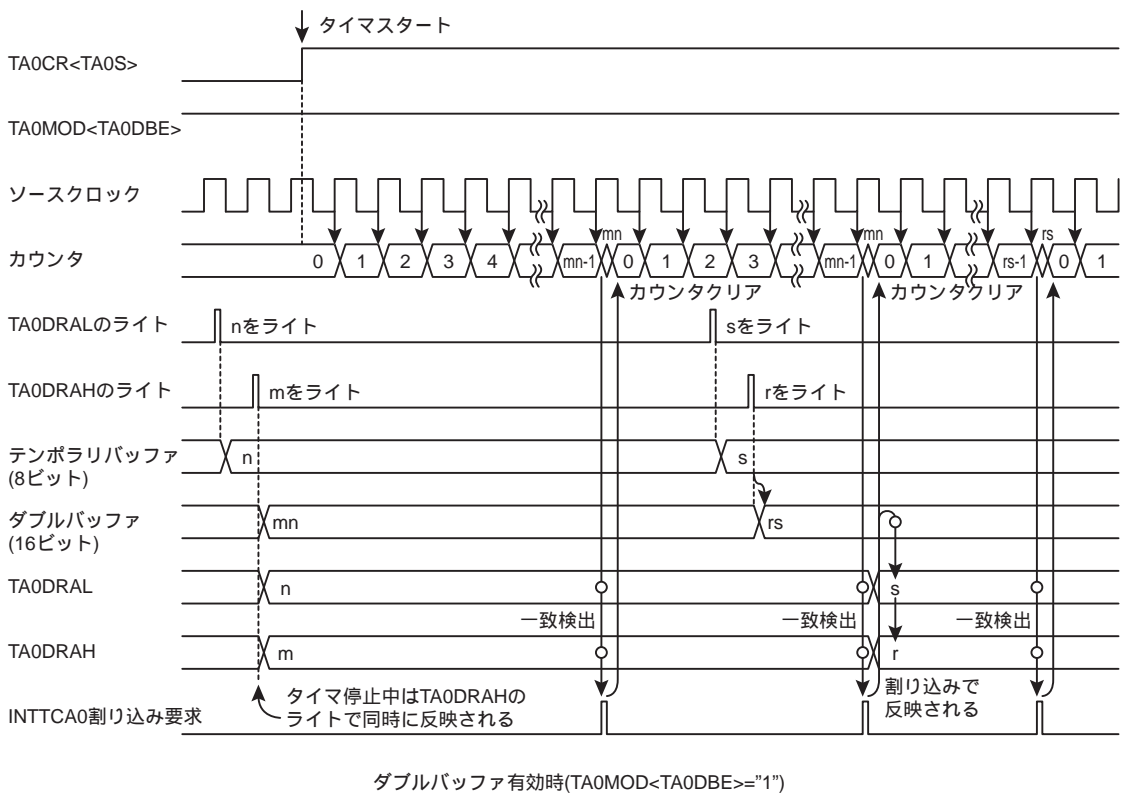 タイマスタート
TA0CR<TA0S>
TA0MOD<TA0DBE>
ソースクロック
mn mn rs
カウンタ 0 1 2 3 4 mn-1 0 1 2 3 mn-1 0 1 rs-1 0 1
カウンタクリア カウンタクリア
TA0DRALのライト nをライト sをライト
TA0DRAHのライト mをライト rをライト
テンポラリバッファ n s
(8ビット)
ダブルバッファ mn rs
(16ビット)
TA0DRAL n s
一致検出 一致検出 一致検出
TA0DRAH m r
タイマ停止中はTA0DRAHの
ライトで同時に反映される
割り込みで
反映される
INTTCA0割り込み要求
ダブルバッファ有効時(TA0MOD<TA0DBE>="1")